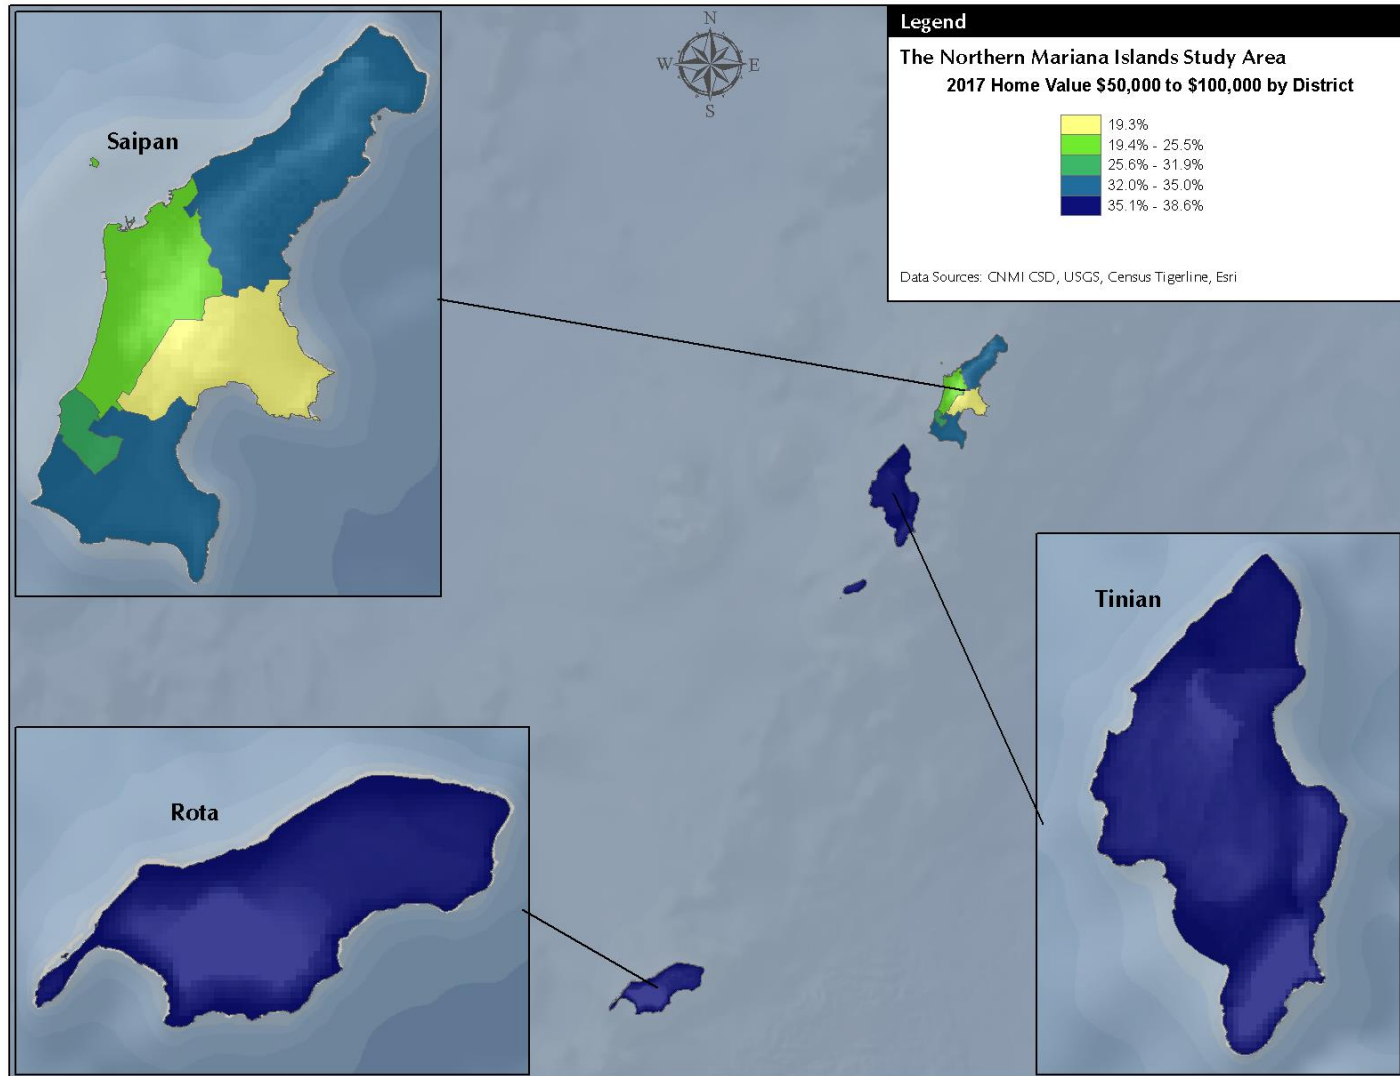 Legend
The Northern Mariana Islands Study Area
2017 Home Value $50,000 to $100,000 by District
19.3%
19.4% - 25.5%
25.6% - 31.9%
32.0% - 35.0%
35.1% - 38.6%
Data Sources: CNMI CSD, USGS, Census Tigerline, Esri
N
W E
S
Saipan
Tinian
Rota